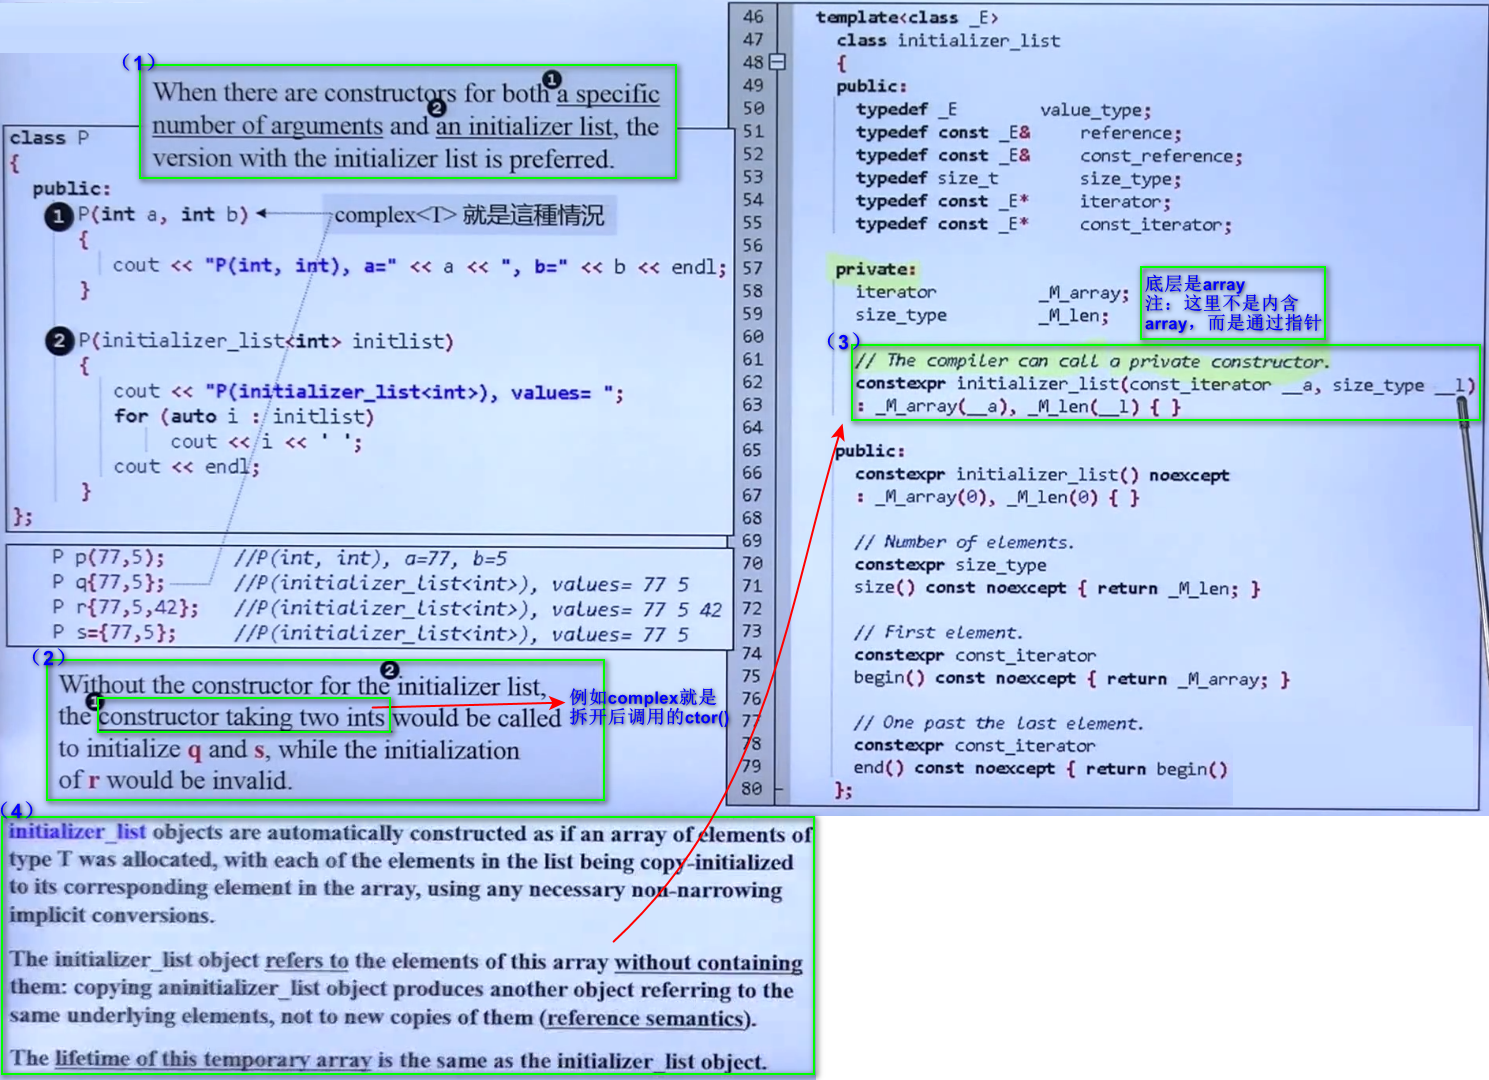 (1)
When there are constructors for both a specific
number of arguments and an initializer list, the
version with the initializer list is preferred.
1
2
class P
{
public:
1 P(int a, int b)
complex<T> 就是這種情況
{
cout << "P(int, int), a=" << a << ", b=" << b << endl;
}
2 P(initializer_list<int> initlist)
{
cout << "P(initializer_list<int>), values= ";
for (auto i : initlist)
cout << i << ' ';
cout << endl;
}
};
P p(77,5); //P(int, int), a=77, b=5
P q{77,5}; //P(initializer_list<int>), values= 77 5
P r{77,5,42}; //P(initializer_list<int>), values= 77 5 42
P s={77,5}; //P(initializer_list<int>), values= 77 5
(2)
2
Without the constructor for the initializer list,
1
the constructor taking two ints would be called
to initialize q and s, while the initialization
of r would be invalid.
例如complex就是
拆开后调用的ctor()
(4)
initializer_list objects are automatically constructed as if an array of elements of
type T was allocated, with each of the elements in the list being copy-initialized
to its corresponding element in the array, using any necessary non-narrowing
implicit conversions.
The initializer_list object refers to the elements of this array without containing
them: copying aninitializer_list object produces another object referring to the
same underlying elements, not to new copies of them (reference semantics).
The lifetime of this temporary array is the same as the initializer_list object.
46 template<class _E>
47 class initializer_list
48 {
49 public:
50 typedef _E value_type;
51 typedef const _E& reference;
52 typedef const _E& const_reference;
53 typedef size_t size_type;
54 typedef const _E* iterator;
55 typedef const _E* const_iterator;
56
57 private:
58 iterator _M_array;
59 size_type _M_len;
60
底层是array
注：这里不是内含
array，而是通过指针
(3)
61 // The compiler can call a private constructor.
62 constexpr initializer_list(const_iterator __a, size_type __l)
63 : _M_array(__a), _M_len(__l) { }
64
65 public:
66 constexpr initializer_list() noexcept
67 : _M_array(0), _M_len(0) { }
68
69 // Number of elements.
70 constexpr size_type
71 size() const noexcept { return _M_len; }
72
73 // First element.
74 constexpr const_iterator
75 begin() const noexcept { return _M_array; }
76
77 // One past the last element.
78 constexpr const_iterator
79 end() const noexcept { return begin()
80 };